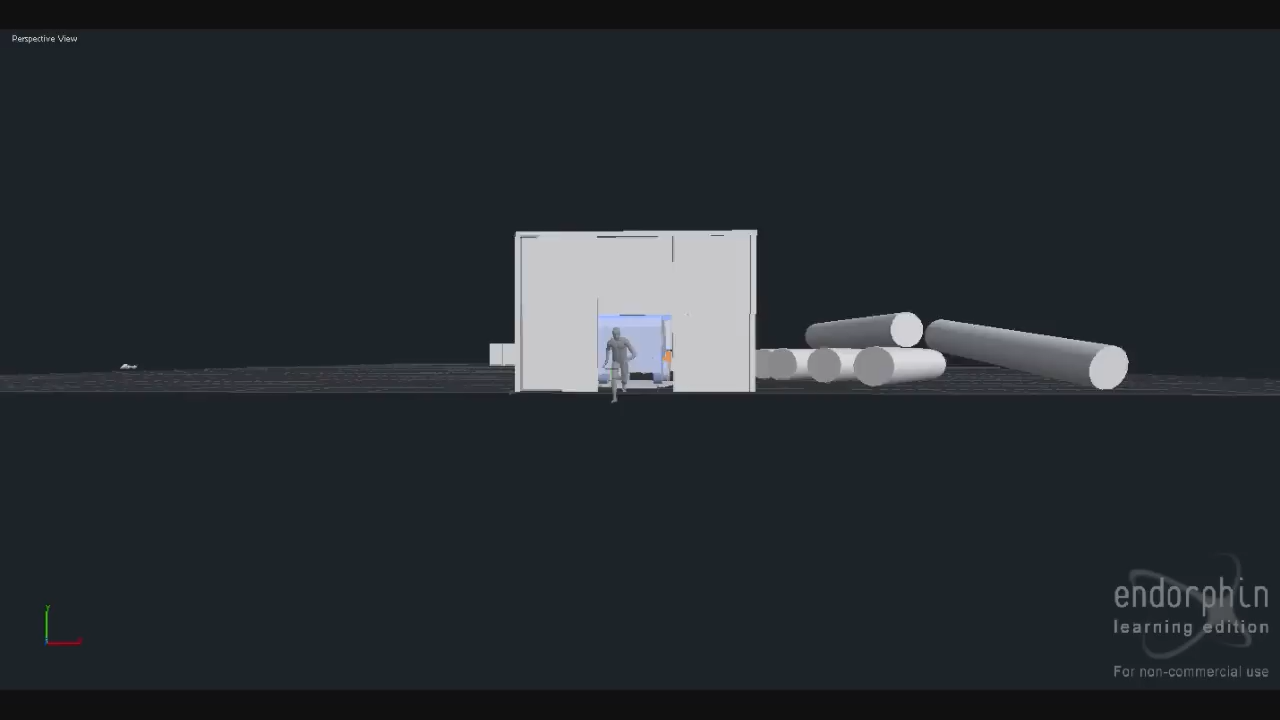 Perspective View
Y
endorphin
learning edition
For non-commercial use